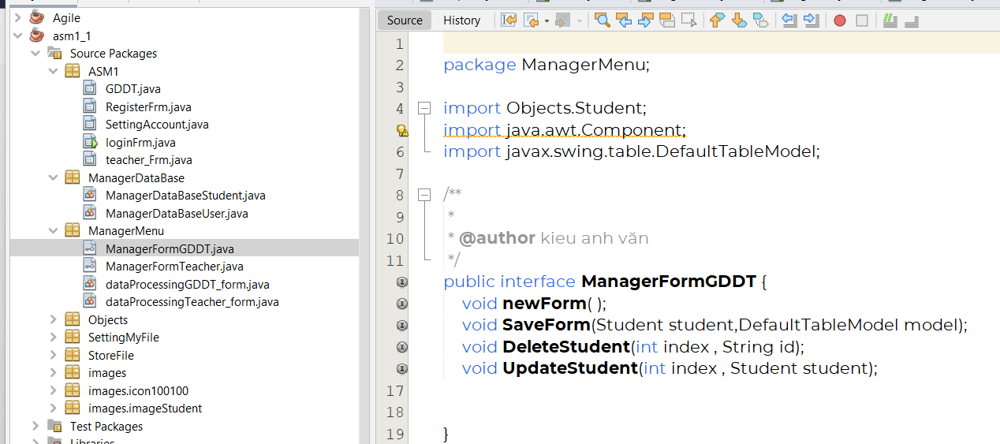 Agile
asm1_1
Source Packages
ASM1
GDDT.java
RegisterFrm.java
SettingAccount.java
loginFrm.java
teacher_Frm.java
ManagerDataBase
ManagerDataBaseStudent.java
ManagerDataBaseUser.java
ManagerMenu
ManagerFormGDDT.java
ManagerFormTeacher.java
dataProcessingGDDT_form.java
dataProcessingTeacher_form.java
Objects
SettingMyFile
StoreFile
images
images.icon100100
images.imageStudent
Test Packages
Libraries
Source History
1
2 package ManagerMenu;
3
4 import Objects.Student;
import java.awt.Component;
6 import javax.swing.table.DefaultTableModel;
7
8 /**
9 *
10 * @author kieu anh văn
11 */
public interface ManagerFormGDDT {
void newForm( );
void SaveForm(Student student,DefaultTableModel model);
void DeleteStudent(int index , String id);
void UpdateStudent(int index , Student student);
17
18
19 }